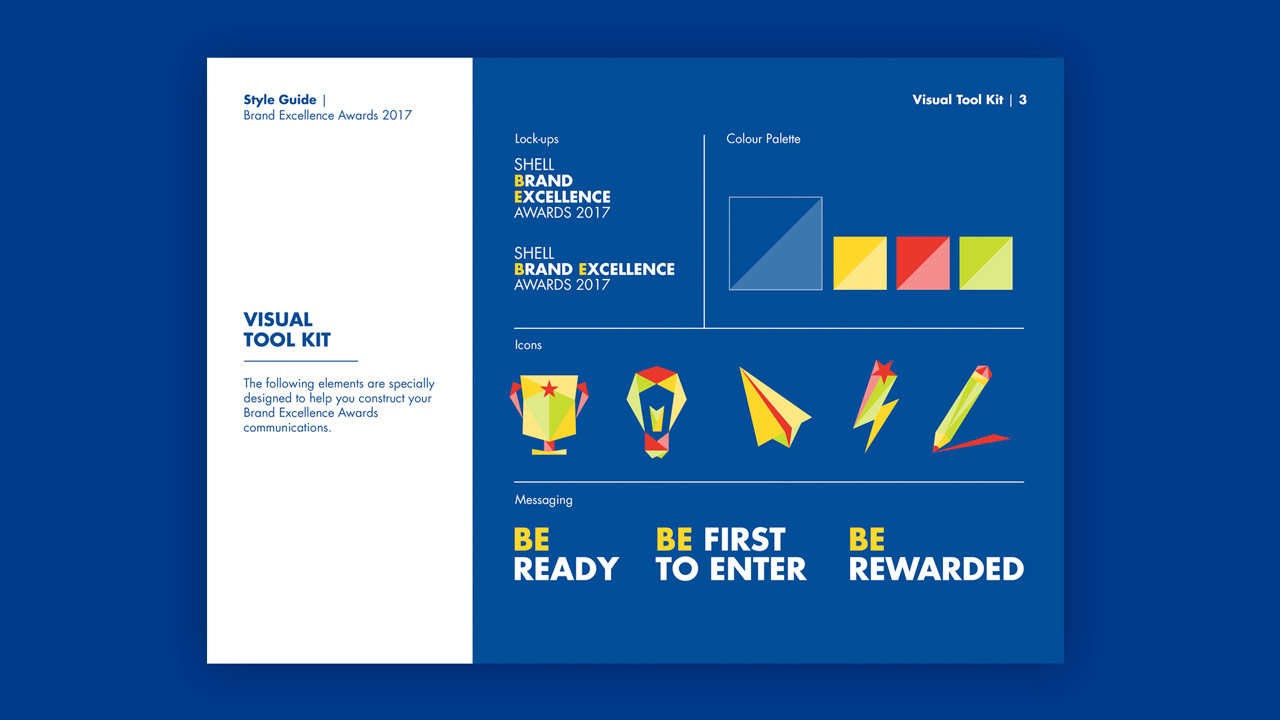 Style Guide |
Brand Excellence Awards 2017
VISUAL
TOOL KIT
The following elements are specially
designed to help you construct your
Brand Excellence Awards
communications.
Visual Tool Kit | 3
Lock-ups
SHELL
BRAND
EXCELLENCE
AWARDS 2017
SHELL
BRAND EXCELLENCE
AWARDS 2017
Colour Palette
Icons
Messaging
BE
READY
BE FIRST
TO ENTER
BE
REWARDED